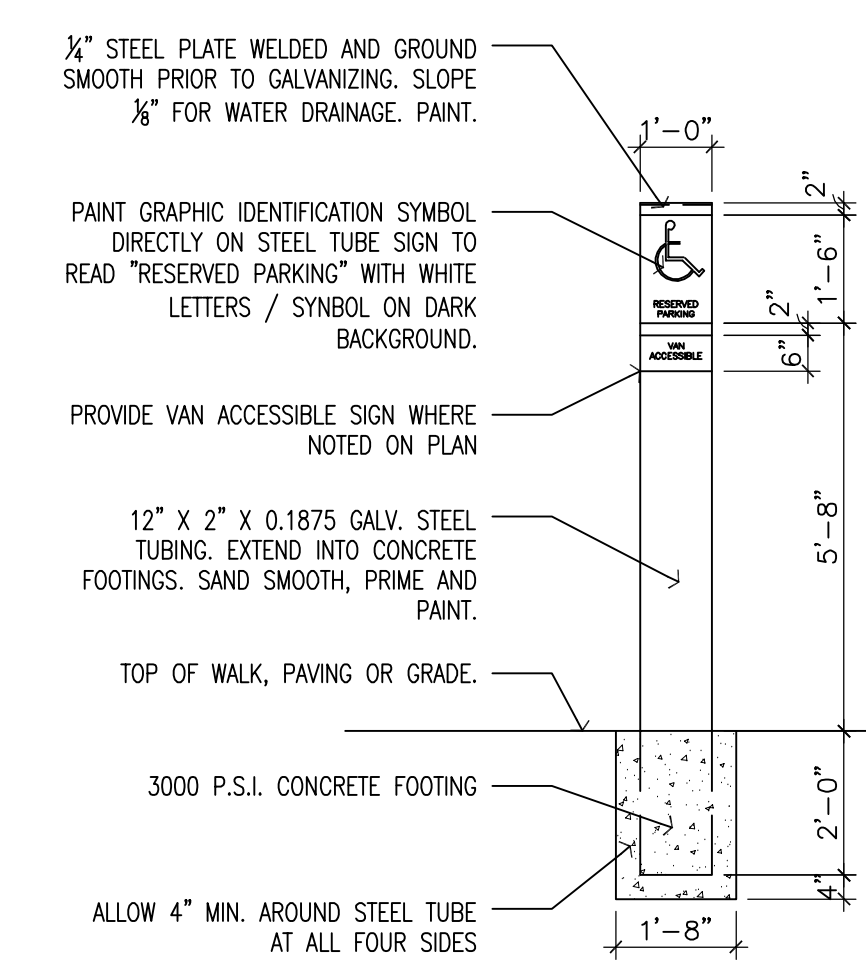 ¼” STEEL PLATE WELDED AND GROUND
SMOOTH PRIOR TO GALVANIZING. SLOPE
⅛” FOR WATER DRAINAGE. PAINT.
PAINT GRAPHIC IDENTIFICATION SYMBOL
DIRECTLY ON STEEL TUBE SIGN TO
READ ”RESERVED PARKING” WITH WHITE
LETTERS / SYNBOL ON DARK
BACKGROUND.
PROVIDE VAN ACCESSIBLE SIGN WHERE
NOTED ON PLAN
12” X 2” X 0.1875 GALV. STEEL
TUBING. EXTEND INTO CONCRETE
FOOTINGS. SAND SMOOTH, PRIME AND
PAINT.
TOP OF WALK, PAVING OR GRADE.
3000 P.S.I. CONCRETE FOOTING
ALLOW 4” MIN. AROUND STEEL TUBE
AT ALL FOUR SIDES
1’-0”
RESERVED
PARKING
VAN
ACCESSIBLE
2”
1’-6”
2”
6”
5’-8”
2’-0”
4”
1’-8”